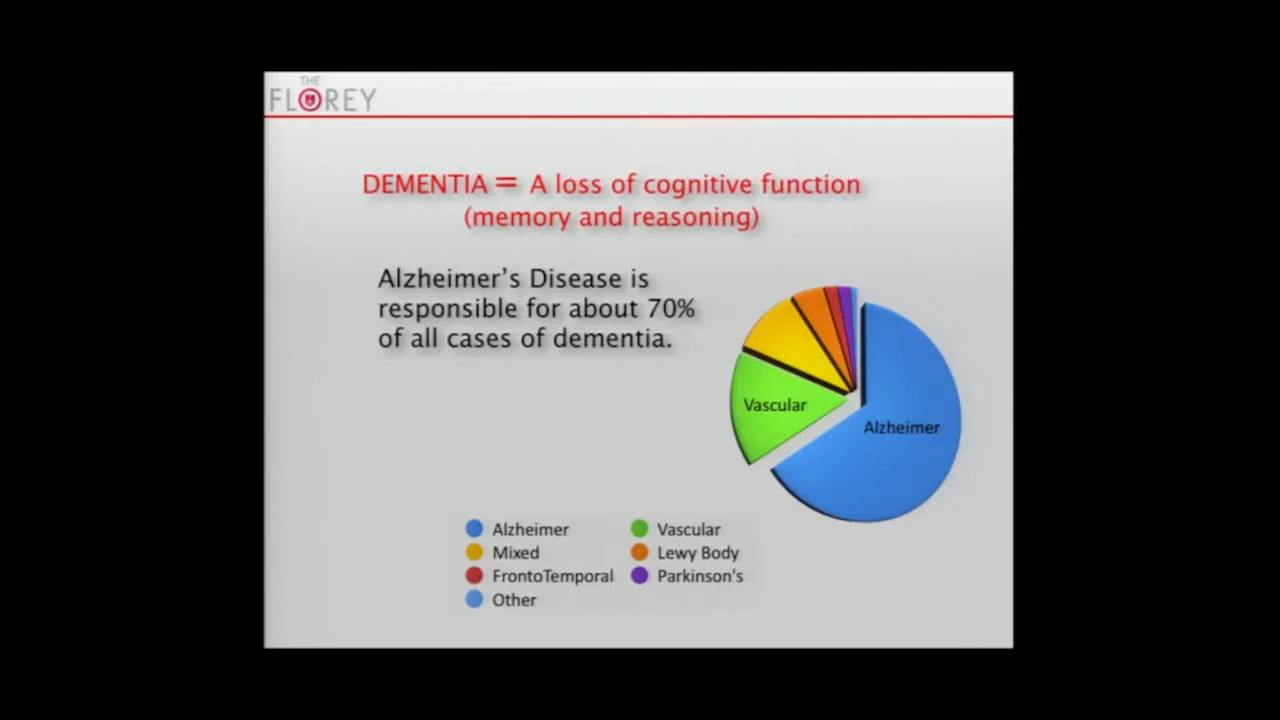 THE
FLOREY
DEMENTIA = A loss of cognitive function
(memory and reasoning)
Alzheimer’s Disease is
responsible for about 70%
of all cases of dementia.
Vascular
Alzheimer
Alzheimer
Vascular
Mixed
Lewy Body
FrontoTemporal
Parkinson's
Other